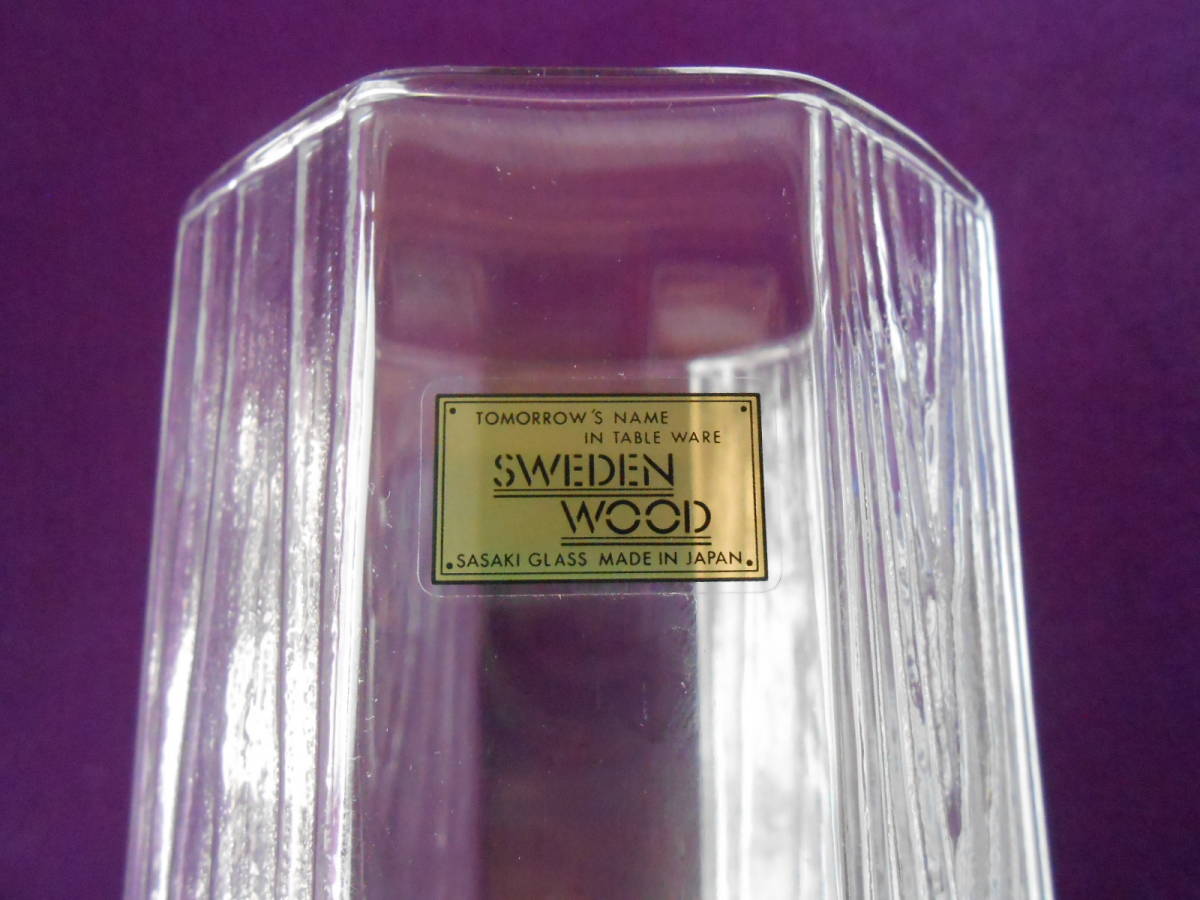 TOMORROW'S NAME
IN TABLE WARE
SWEDEN
WOOD
SASAKI GLASS MADE IN JAPAN